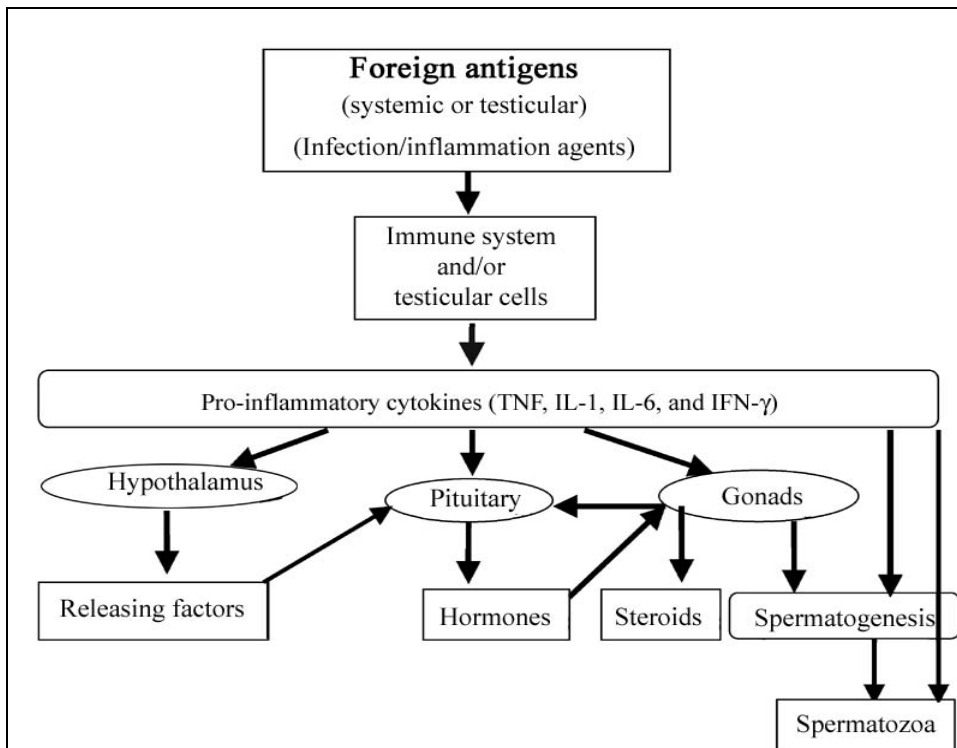 Foreign antigens
(systemic or testicular)
(Infection/inflammation agents)
Immune system
and/or
testicular cells
Pro-inflammatory cytokines (TNF, IL-1, IL-6, and IFN-γ)
Hypothalamus
Pituitary
Gonads
Releasing factors
Hormones
Steroids
Spermatogenesis
Spermatozoa